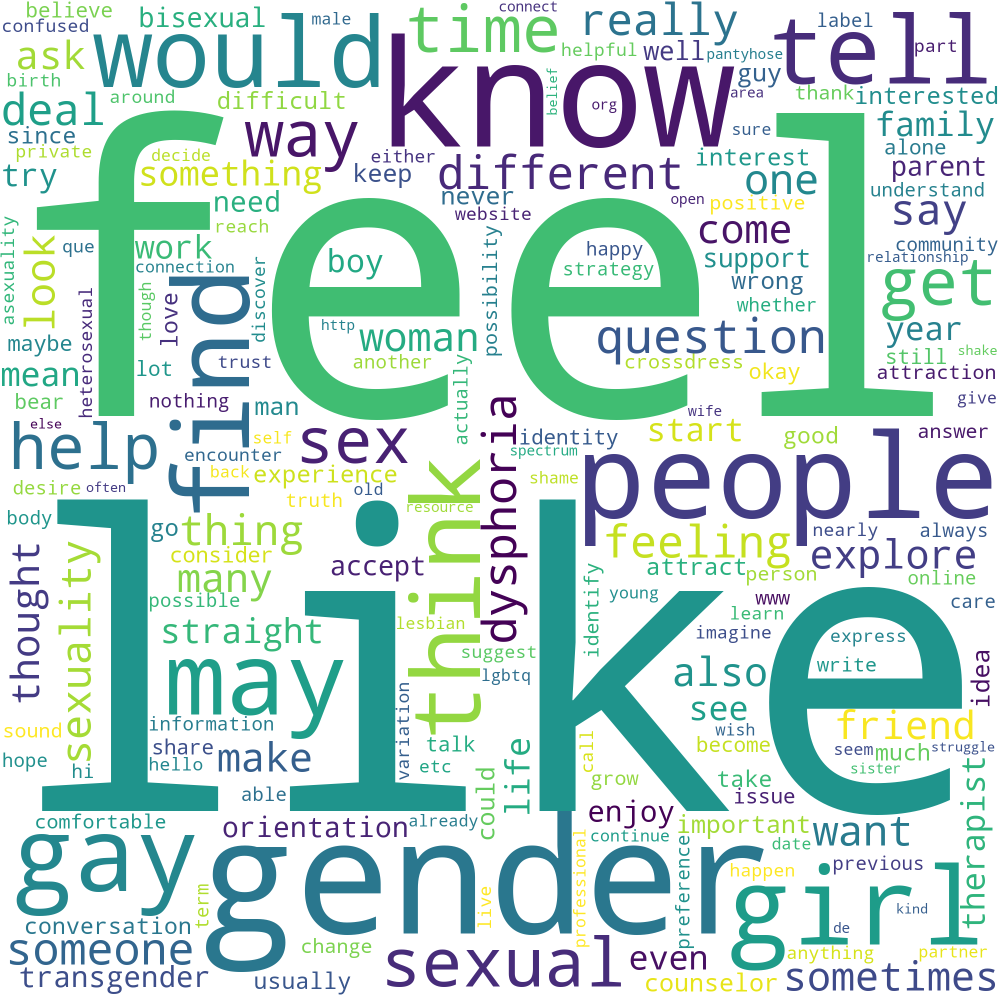 believe
confused
bisexual
would
male
connect
time
really
helpful
well
pantyhose
label
tell
part
ask
birth
around
difficult
know
belief
org
guy
area
thank
interested
deal
since
private
try
decide
something
way
keep
either
different
interest
sure
family
alone
parent
one
feel
need
reach
never
website
open
positive
understand
say
come
community
relationship
asexuality
look
que
work
connection
boy
happy
strategy
possibility
support
wrong
whether
get
heterosexual
though
love
find
discover
http
woman
another
question
crossdress
okay
year
still
shake
attraction
maybe
mean
lot
trust
actually
bear
nothing
man
give
else
help
encounter
self
back
experience
sex
truth
old
think
resource
dysphoria
identity
spectrum
shame
wife
start
good
answer
people
desire
often
like
body
go
thing
consider
many
accept
feeling
nearly
always
explore
attract
person
online
thought
sexuality
possible
straight
lesbian
suggest
lgbtq
identify
young
www
learn
imagine
care
express
write
idea
may
also
see
wish
friend
sound
hope
hi
information
share
hello
make
able
variation
talk
etc
could
life
call
grow
become
seem
much
struggle
sister
take
issue
therapist
comfortable
orientation
already
enjoy
continue
important
want
date
gay
gender
term
live
professional
preference
happen
previous
girl
kind
de
conversation
someone
transgender
change
usually
sexual
even
counselor
anything
partner
sometimes